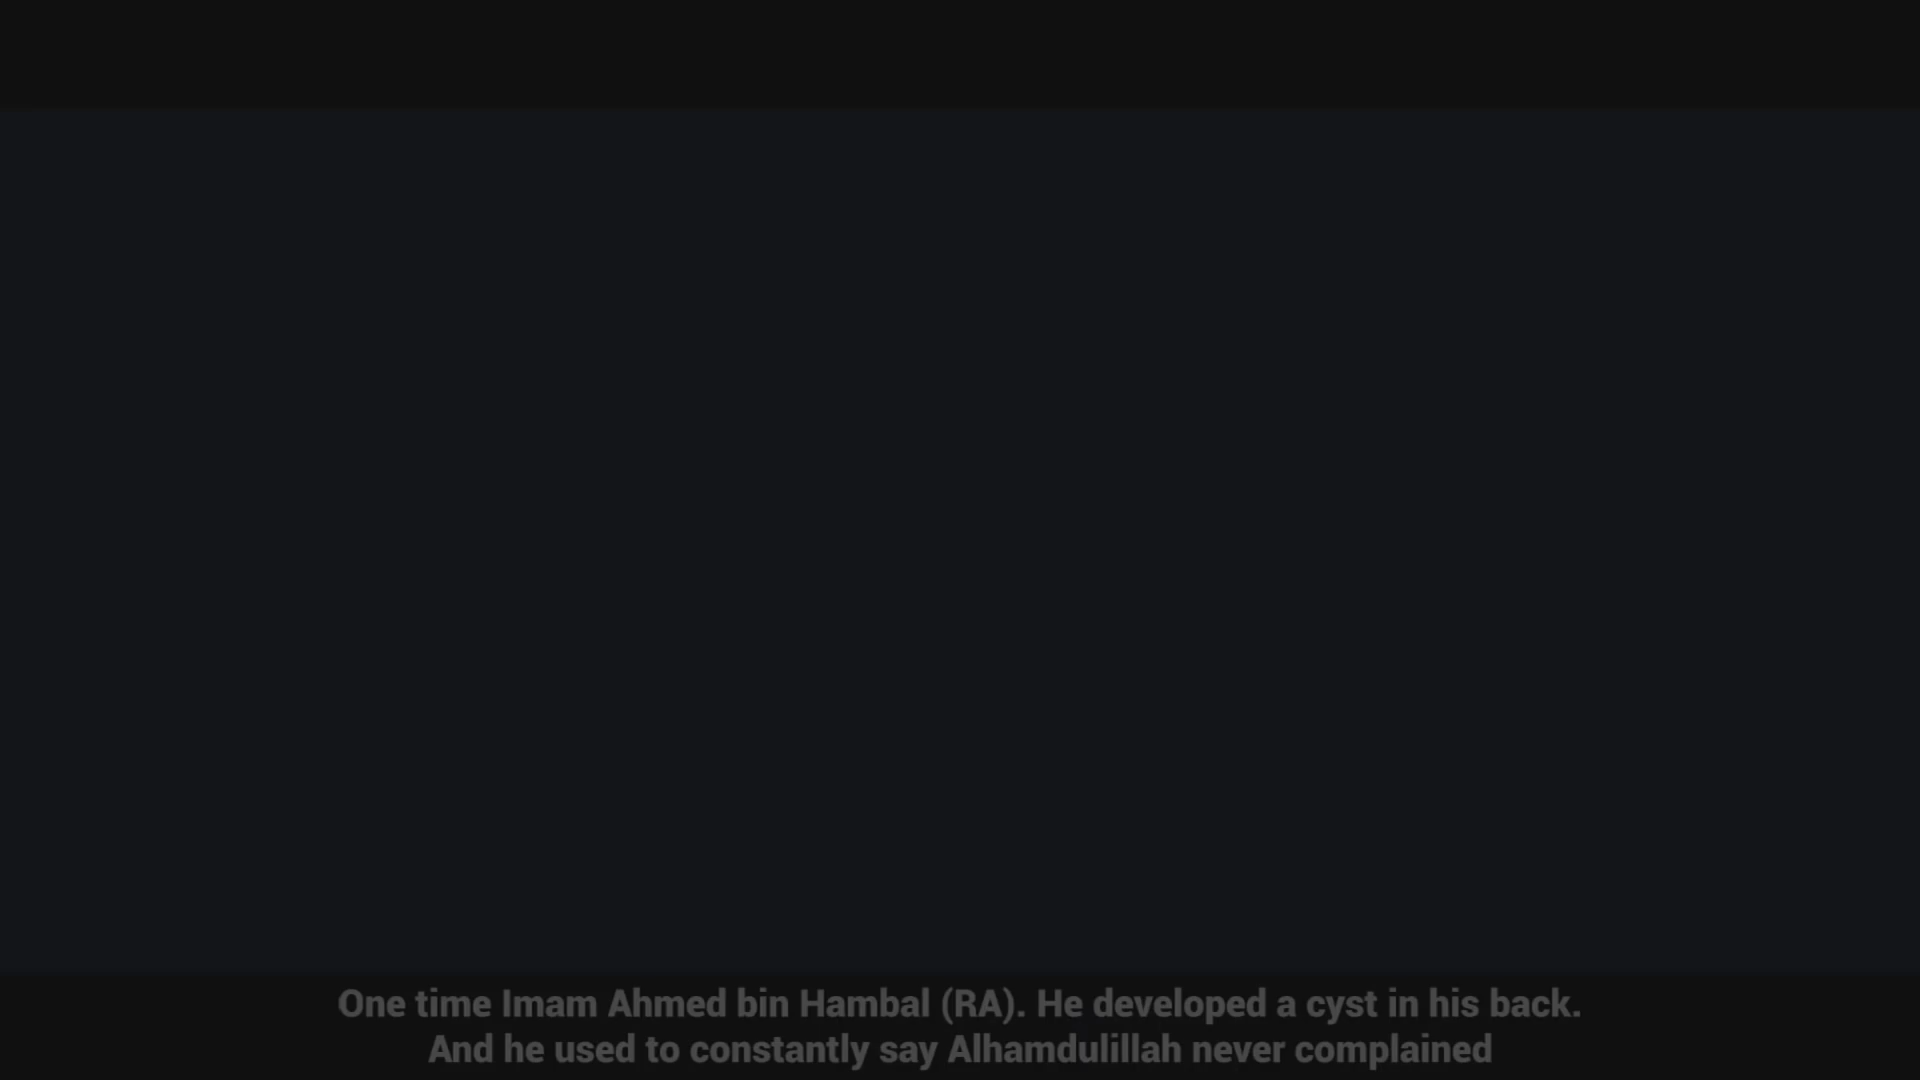 One time Imam Ahmed bin Hambal (RA). He developed a cyst in his back.
And he used to constantly say Alhamdulillah never complained